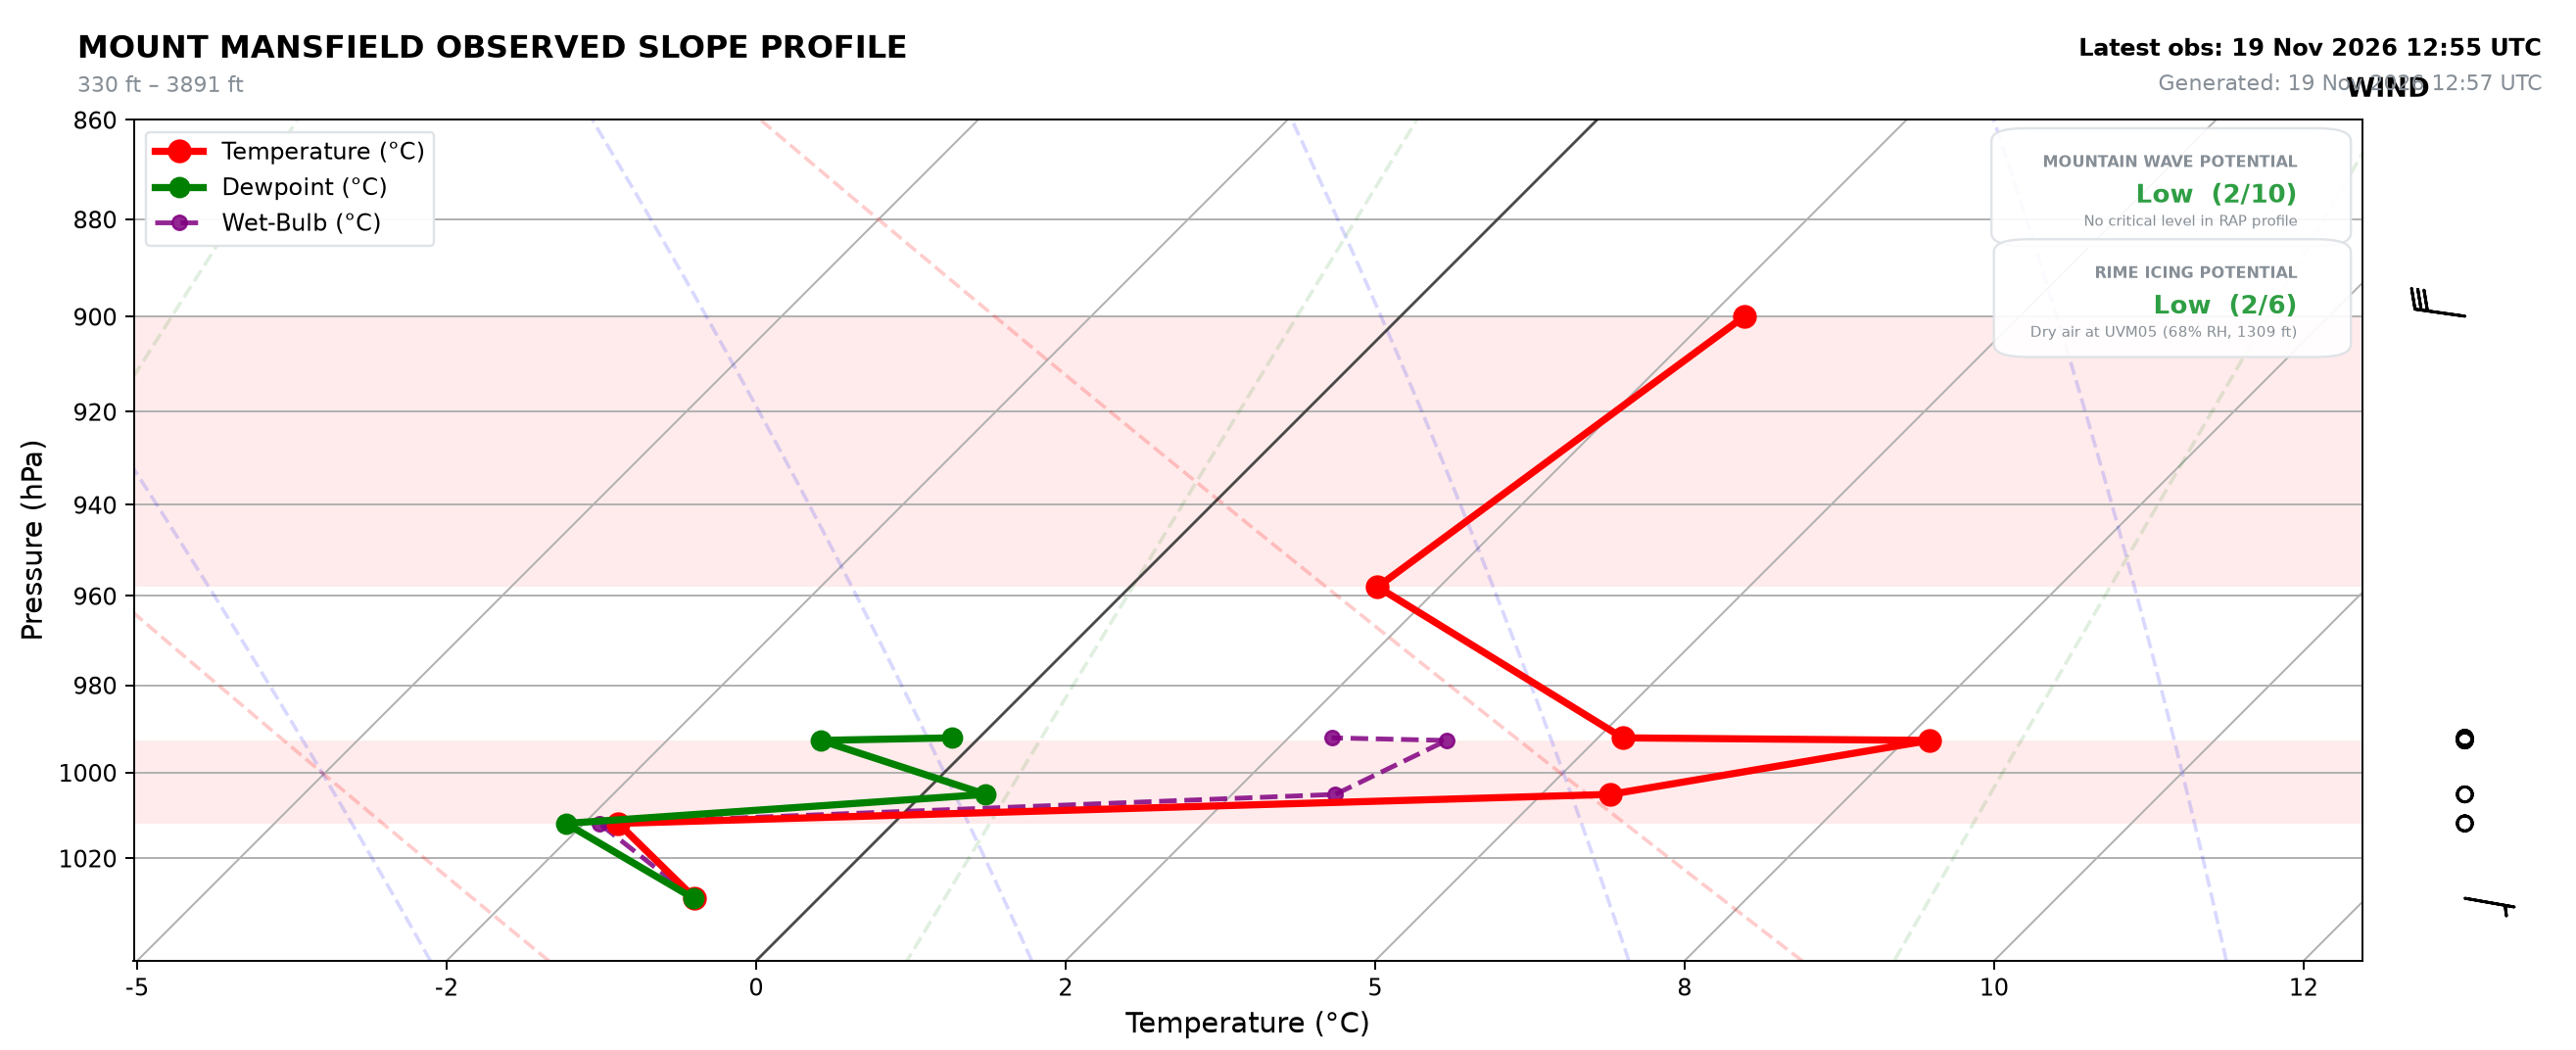 MOUNT MANSFIELD OBSERVED SLOPE PROFILE
330 ft – 3891 ft
Latest obs: 19 Nov 2026 12:55 UTC
Generated: 19 Nov 2026 12:57 UTC
WIND
Temperature (°C)
Dewpoint (°C)
Wet-Bulb (°C)
MOUNTAIN WAVE POTENTIAL
Low (2/10)
No critical level in RAP profile
RIME ICING POTENTIAL
Low (2/6)
Dry air at UVM05 (68% RH, 1309 ft)
Pressure (hPa)
860
880
900
920
940
960
980
1000
1020
-5 -2 0 2 5 8 10 12
Temperature (°C)